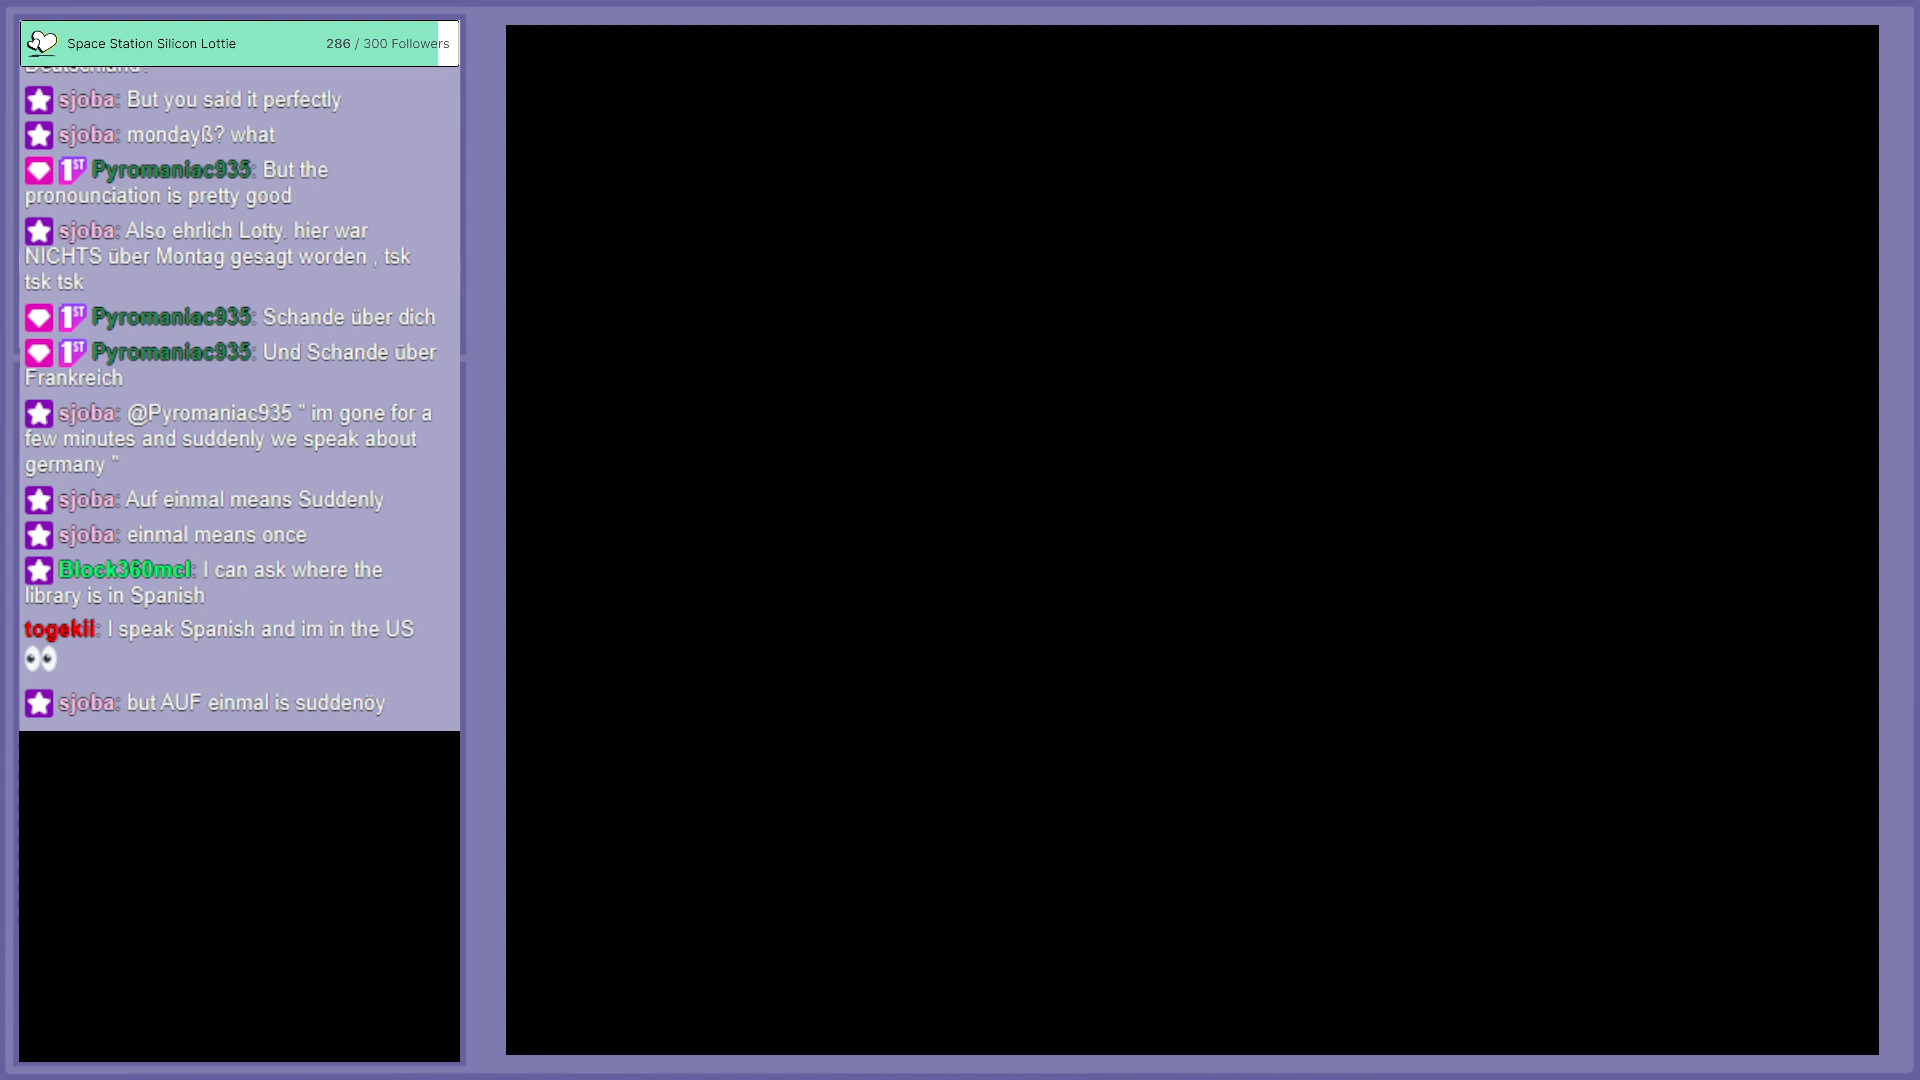 Space Station Silicon Lottie 286 / 300 Followers
Deutschland?
sjoba: But you said it perfectly
sjoba: mondayß? what
1ST Pyromaniac935: But the
pronounciation is pretty good
sjoba: Also ehrlich Lotty. hier war
NICHTS über Montag gesagt worden , tsk
tsk tsk
1ST Pyromaniac935: Schande über dich
1ST Pyromaniac935: Und Schande über
Frankreich
sjoba: @Pyromaniac935 " im gone for a
few minutes and suddenly we speak about
germany "
sjoba: Auf einmal means Suddenly
sjoba: einmal means once
Block360mcl: I can ask where the
library is in Spanish
togekii: I speak Spanish and im in the US
👀
sjoba: but AUF einmal is suddenöy